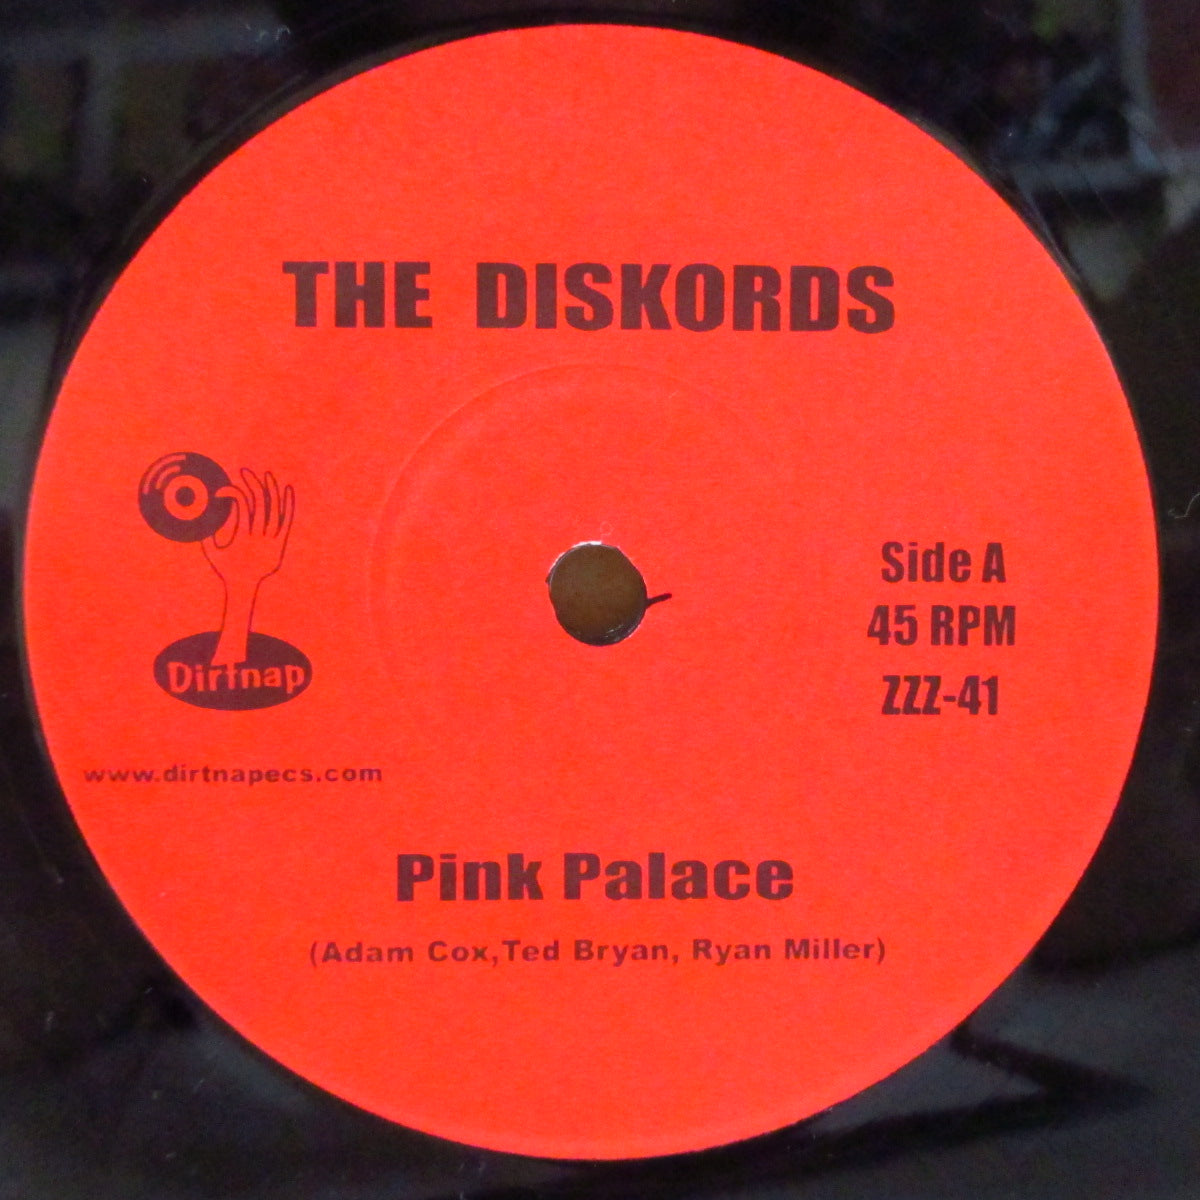 THE DISKORDS
Side A
45 RPM
ZZZ-41
Dirtnap
www.dirtnapecs.com
Pink Palace
(Adam Cox,Ted Bryan, Ryan Miller)